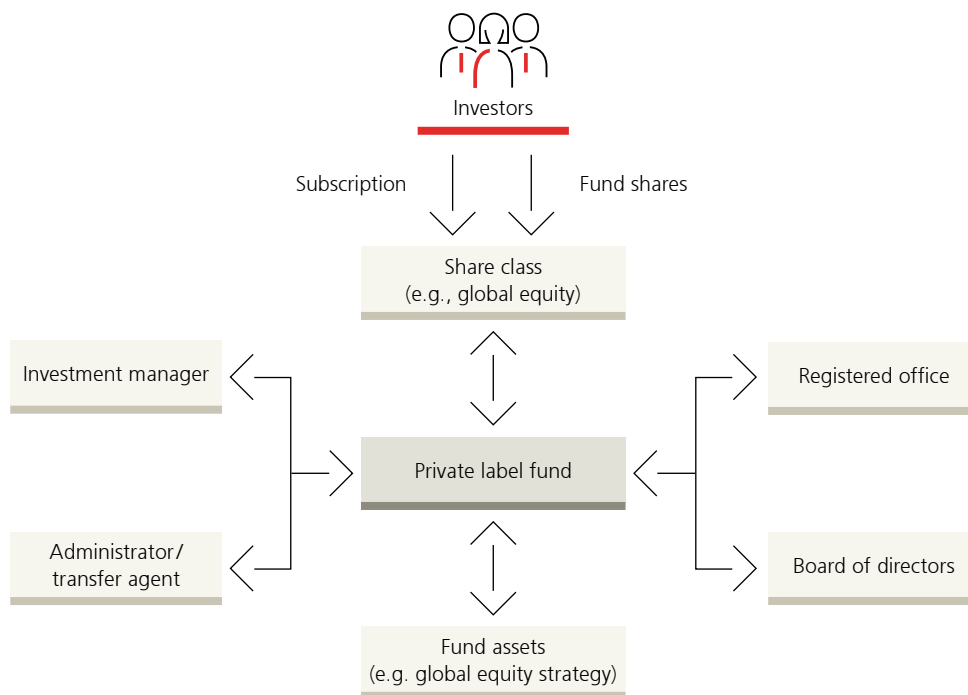 Investors
Subscription
Fund shares
Share class
(e.g., global equity)
Investment manager
Registered office
Private label fund
Administrator/
transfer agent
Board of directors
Fund assets
(e.g. global equity strategy)